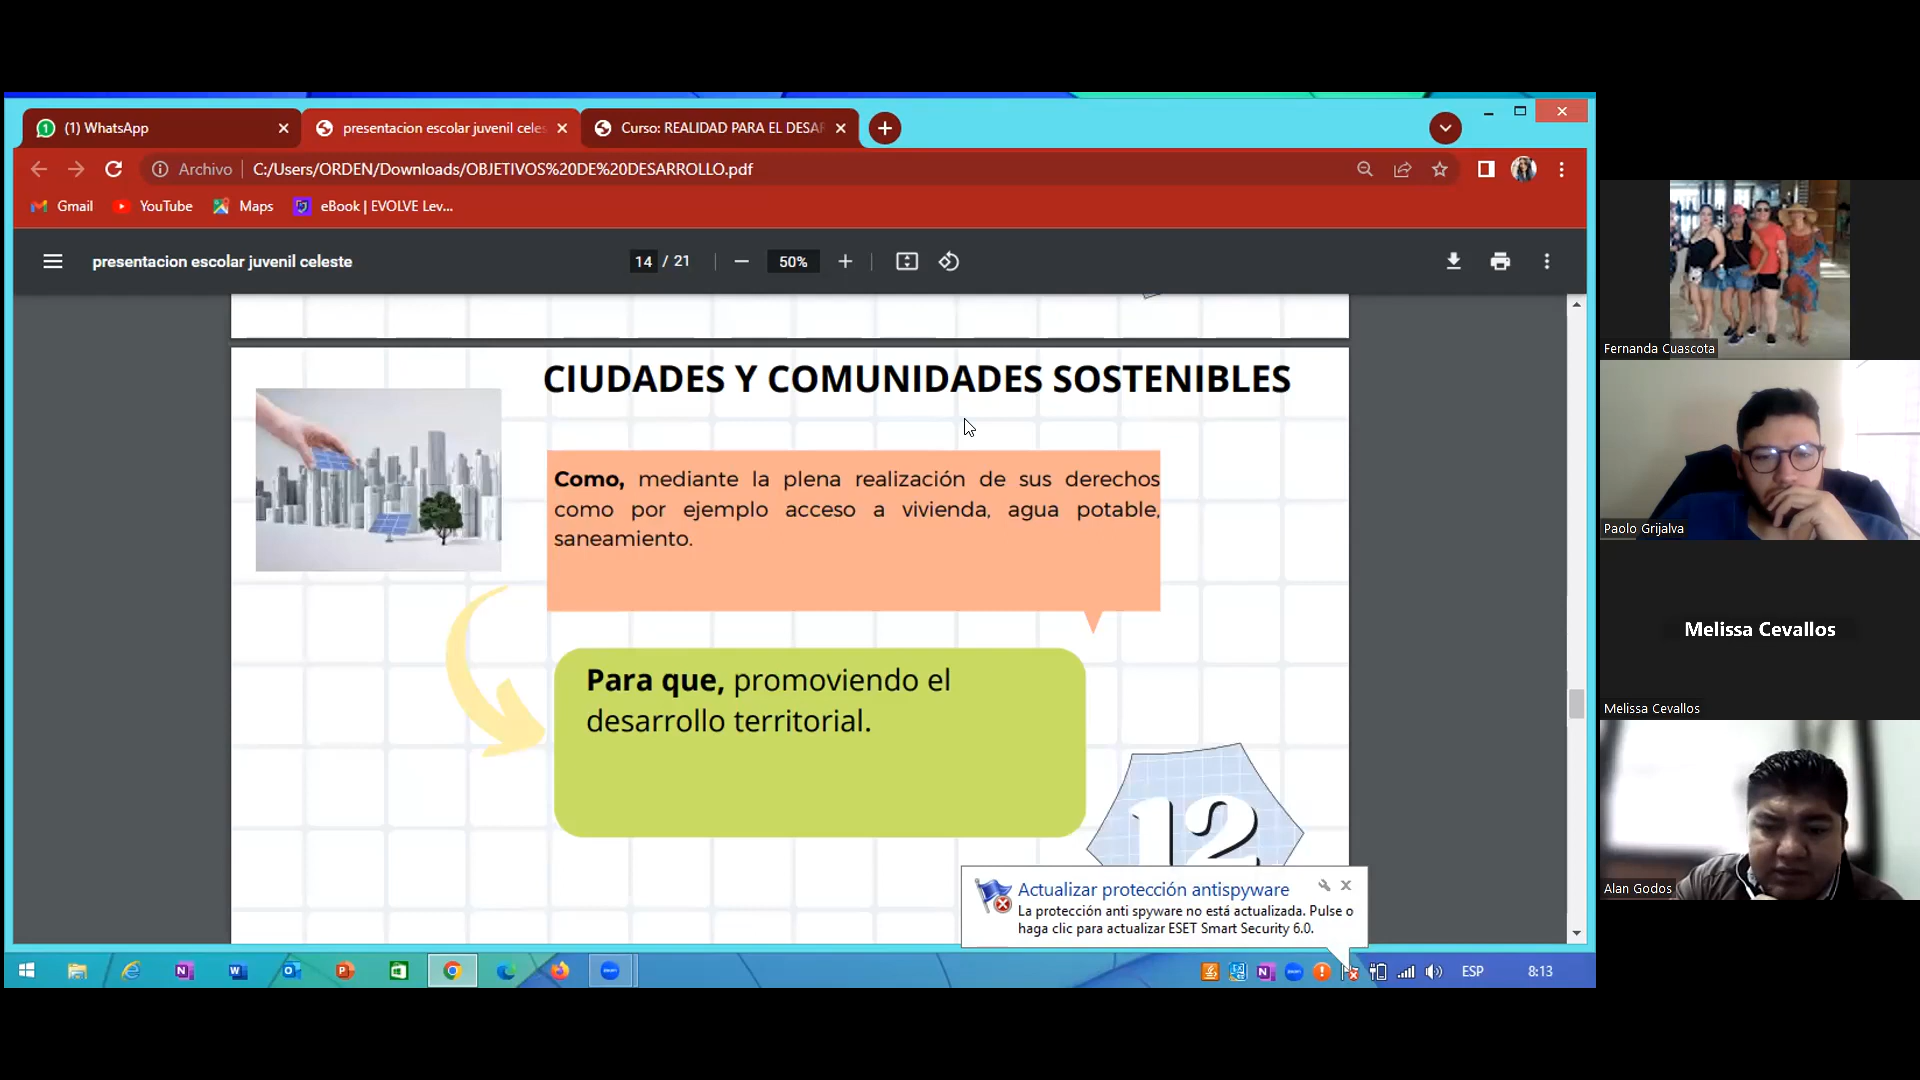 (1) WhatsApp
presentacion escolar juvenil celes
Curso: REALIDAD PARA EL DESAR
Archivo
C:/Users/ORDEN/Downloads/OBJETIVOS%20DE%20DESARROLLO.pdf
Gmail
YouTube
Maps
eBook | EVOLVE Lev...
presentacion escolar juvenil celeste
14 / 21
50%
CIUDADES Y COMUNIDADES SOSTENIBLES
Como, mediante la plena realización de sus derechos
como por ejemplo acceso a vivienda, agua potable,
saneamiento.
Para que, promoviendo el
desarrollo territorial.
12
Actualizar protección antispyware
La protección anti spyware no está actualizada. Pulse o
haga clic para actualizar ESET Smart Security 6.0.
ESP
8:13
Fernanda Cuascota
Paolo Grijalva
Melissa Cevallos
Melissa Cevallos
Alan Godos